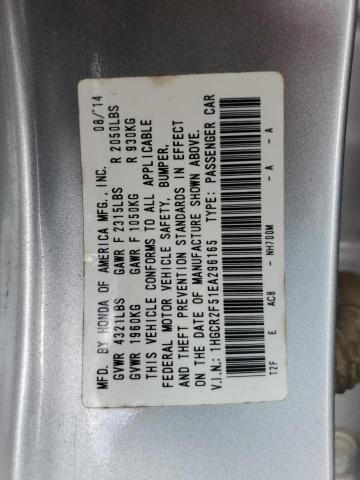 MFD. BY HONDA OF AMERICA MFG., INC. 08/14
GVWR 4321LBS GAWR F 2315LBS R 2050LBS
GVWR 1960KG GAWR F 1050KG R 930KG
THIS VEHICLE CONFORMS TO ALL APPLICABLE
FEDERAL MOTOR VEHICLE SAFETY, BUMPER,
AND THEFT PREVENTION STANDARDS IN EFFECT
ON THE DATE OF MANUFACTURE SHOWN ABOVE.
V.I.N.: 1HGCR2F51EA296165 TYPE: PASSENGER CAR
T2F E AC8 - NH700M - A - A